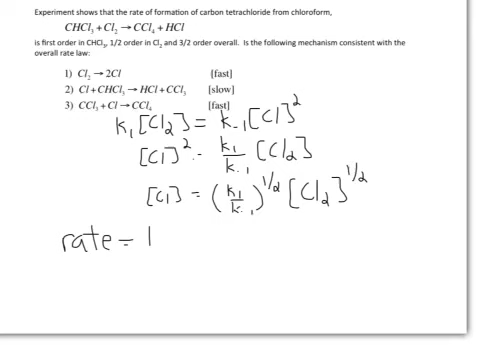 Experiment shows that the rate of formation of carbon tetrachloride from chloroform,
CHCl₃ + Cl₂ → CCl₄ + HCl
is first order in CHCl₃, 1/2 order in Cl₂ and 3/2 order overall. Is the following mechanism consistent with the
overall rate law:
1) Cl₂ → 2Cl [fast]
2) Cl + CHCl₃ → HCl + CCl₃ [slow]
3) CCl₃ + Cl → CCl₄ [fast]
k₁[Cl₂] = k₋₁[Cl]²
[Cl]² = k₁/k₋₁ [Cl₂]
[Cl] = (k₁/k₋₁)^1/2 [Cl₂]^1/2
rate = l